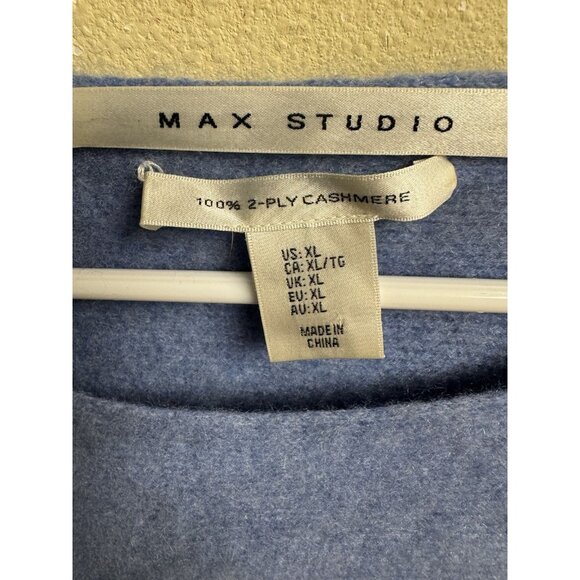 MAX STUDIO
100% 2-PLY CASHMERE
US: XL
CA: XL/TG
UK: XL
EU: XL
AU: XL
MADE IN
CHINA